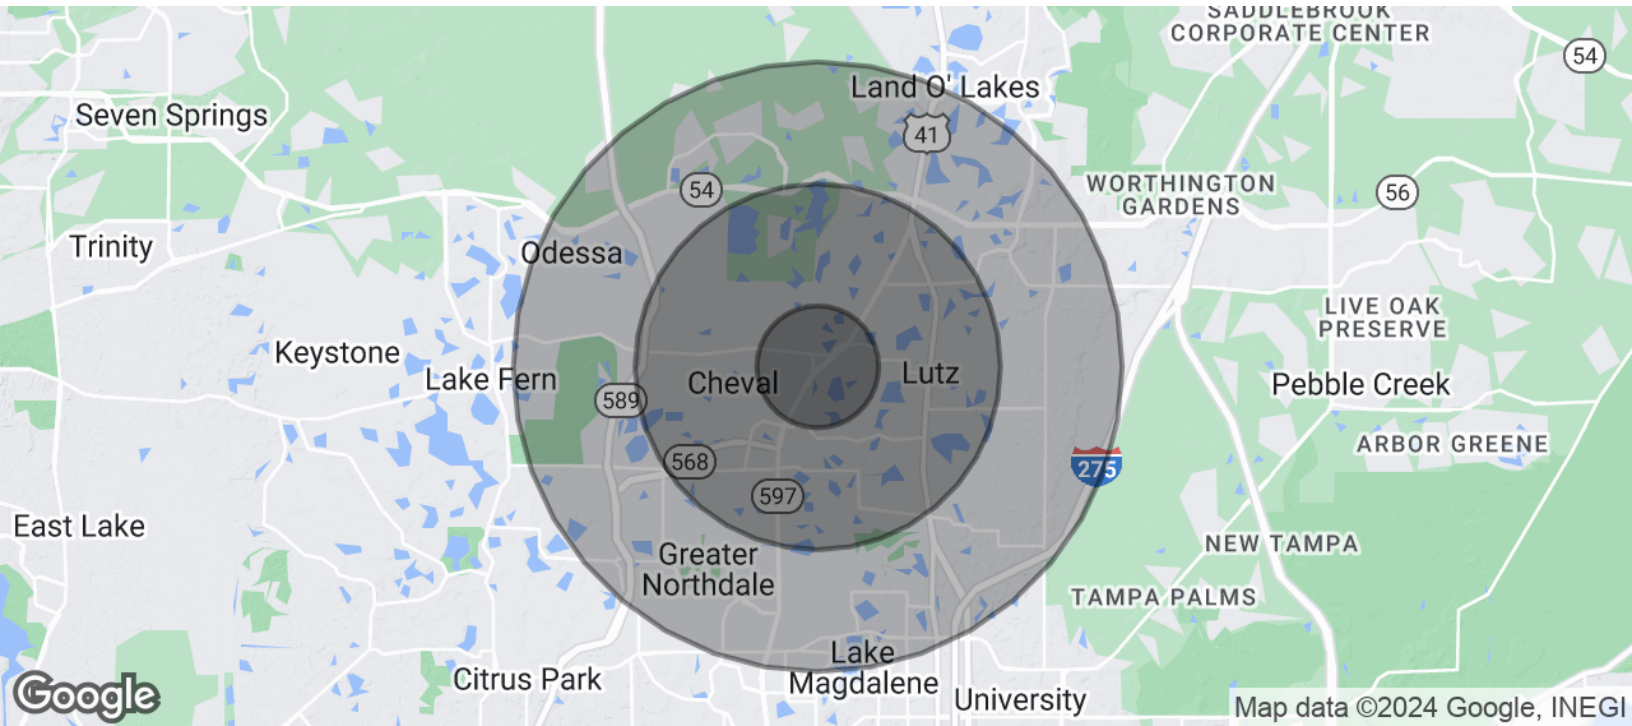 SADDLEBROOK
CORPORATE CENTER
54
Land O' Lakes
Seven Springs
41
54
WORTHINGTON
GARDENS
56
Trinity
Odessa
LIVE OAK
PRESERVE
Keystone
Lake Fern
Cheval
Lutz
Pebble Creek
589
ARBOR GREENE
568
275
597
East Lake
Greater
Northdale
NEW TAMPA
TAMPA PALMS
Citrus Park
Lake
Magdalene
University
Google
Map data ©2024 Google, INEGI